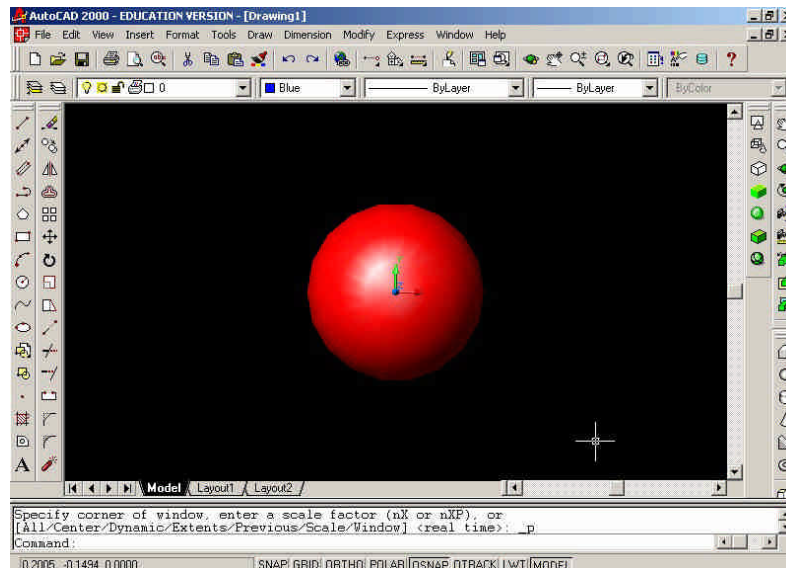 AutoCAD 2000 - EDUCATION VERSION - [Drawing1]
File Edit View Insert Format Tools Draw Dimension Modify Express Window Help
0 Blue ByLayer ByLayer ByColor
Model Layout1 Layout2
Specify corner of window, enter a scale factor (nX or nXP), or
[All/Center/Dynamic/Extents/Previous/Scale/Window] <real time>: _p
Command:
0.2005, -0.1494, 0.0000 SNAP GRID ORTHO POLAR OSNAP OTRACK LWT MODEL